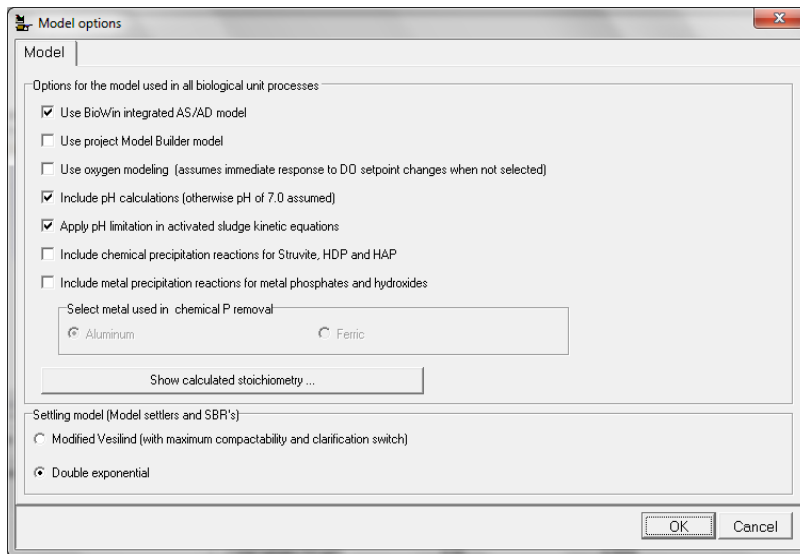 Model options
Model
Options for the model used in all biological unit processes
Use BioWin integrated AS/AD model
Use project Model Builder model
Use oxygen modeling (assumes immediate response to DO setpoint changes when not selected)
Include pH calculations (otherwise pH of 7.0 assumed)
Apply pH limitation in activated sludge kinetic equations
Include chemical precipitation reactions for Struvite, HDP and HAP
Include metal precipitation reactions for metal phosphates and hydroxides
Select metal used in chemical P removal
Aluminum Ferric
Show calculated stoichiometry ...
Settling model (Model settlers and SBR's)
Modified Vesilind (with maximum compactability and clarification switch)
Double exponential
OK Cancel